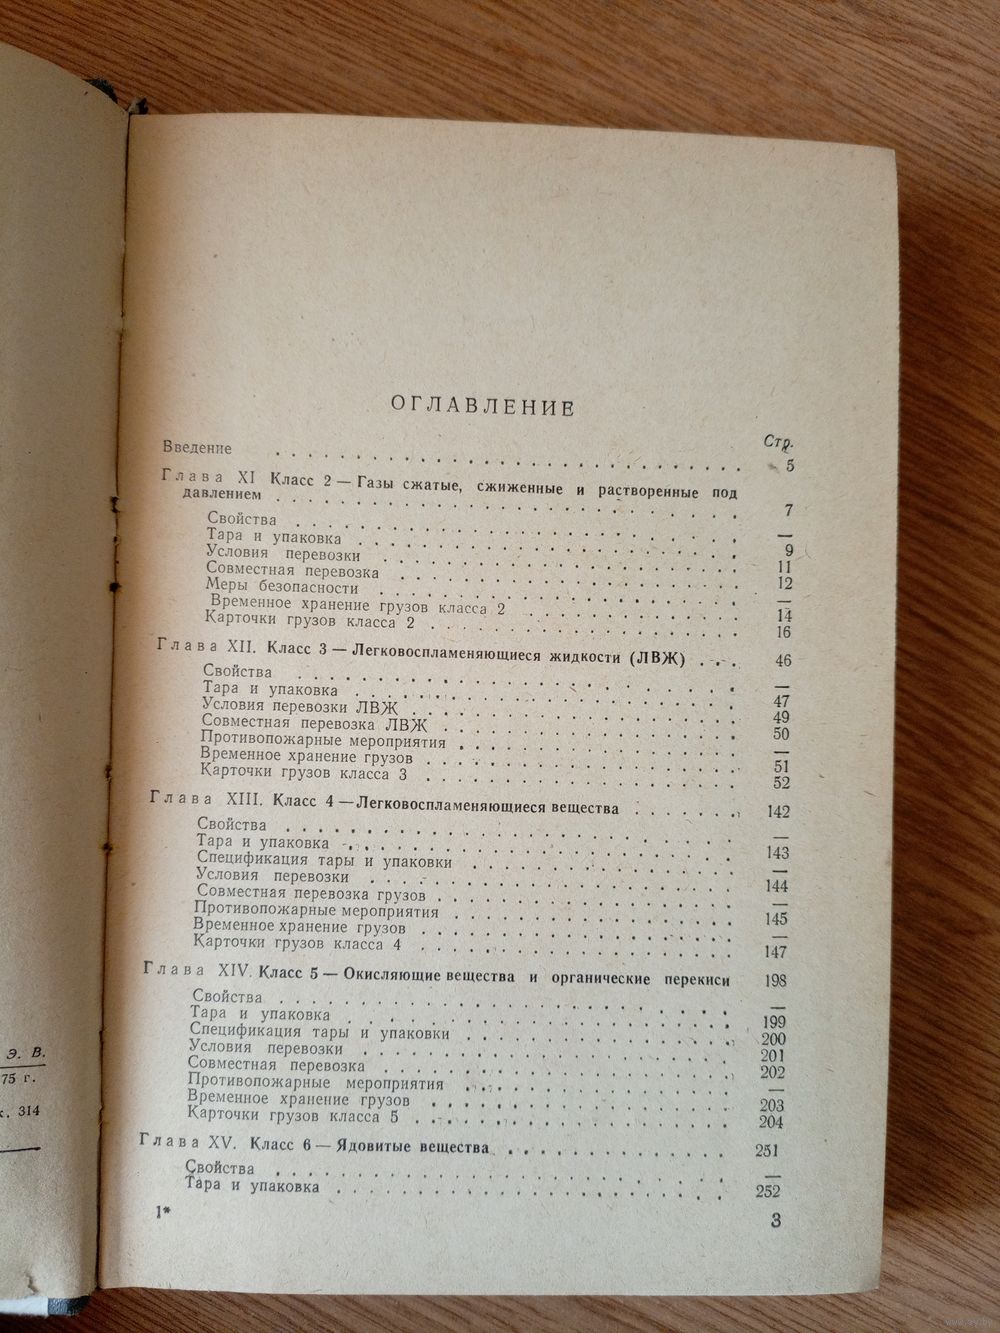 Э. В.
75 г.
314
ОГЛАВЛЕНИЕ
Стр.
Введение . . . . . . . . . . 5
Глава XI Класс 2 — Газы сжатые, сжиженные и растворенные под
давлением . . . . . . . . . . 7
Свойства . . . . . . . . . . —
Тара и упаковка . . . . . . . . . . 9
Условия перевозки . . . . . . . . . . 11
Совместная перевозка . . . . . . . . . . 12
Меры безопасности . . . . . . . . . . —
Временное хранение грузов класса 2 . . . . . . . . . . 14
Карточки грузов класса 2 . . . . . . . . . . 16
Глава XII. Класс 3 — Легковоспламеняющиеся жидкости (ЛВЖ) . . . . 46
Свойства . . . . . . . . . . —
Тара и упаковка . . . . . . . . . . 47
Условия перевозки ЛВЖ . . . . . . . . . . 49
Совместная перевозка ЛВЖ . . . . . . . . . . 50
Противопожарные мероприятия . . . . . . . . . . —
Временное хранение грузов . . . . . . . . . . 51
Карточки грузов класса 3 . . . . . . . . . . 52
Глава XIII. Класс 4 — Легковоспламеняющиеся вещества . . . . . . . 142
Свойства . . . . . . . . . . —
Тара и упаковка . . . . . . . . . . 143
Спецификация тары и упаковки . . . . . . . . . . —
Условия перевозки . . . . . . . . . . 144
Совместная перевозка грузов . . . . . . . . . . —
Противопожарные мероприятия . . . . . . . . . . 145
Временное хранение грузов . . . . . . . . . .
Карточки грузов класса 4 . . . . . . . . . . 147
Глава XIV. Класс 5 — Окисляющие вещества и органические перекиси 198
Свойства . . . . . . . . . . —
Тара и упаковка . . . . . . . . . . 199
Спецификация тары и упаковки . . . . . . . . . . 200
Условия перевозки . . . . . . . . . . 201
Совместная перевозка . . . . . . . . . . 202
Противопожарные мероприятия . . . . . . . . . . —
Временное хранение грузов . . . . . . . . . . 203
Карточки грузов класса 5 . . . . . . . . . . 204
Глава XV. Класс 6 — Ядовитые вещества . . . . . . . . . . 251
Свойства . . . . . . . . . . —
Тара и упаковка . . . . . . . . . . 252
1*
3